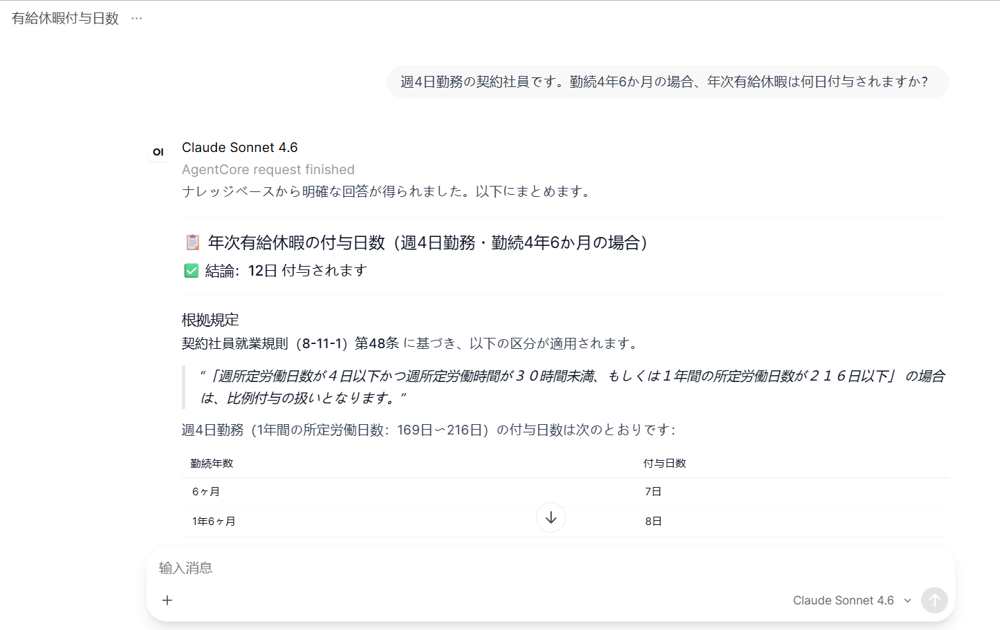 有給休暇付与日数 …
週4日勤務の契約社員です。勤続4年6か月の場合、年次有給休暇は何日付与されますか?
OI
Claude Sonnet 4.6
AgentCore request finished
ナレッジベースから明確な回答が得られました。以下にまとめます。
📋 年次有給休暇の付与日数（週4日勤務・勤続4年6か月の場合）
✅ 結論：12日 付与されます
根拠規定
契約社員就業規則（8-11-1）第48条 に基づき、以下の区分が適用されます。
“「週所定労働日数が４日以下かつ週所定労働時間が３０時間未満、もしくは１年間の所定労働日数が２１６日以下」 の場合
は、比例付与の扱いとなります。”
週4日勤務（1年間の所定労働日数：169日〜216日）の付与日数は次のとおりです：
勤続年数 付与日数
6ヶ月 7日
1年6ヶ月 8日
输入消息
Claude Sonnet 4.6